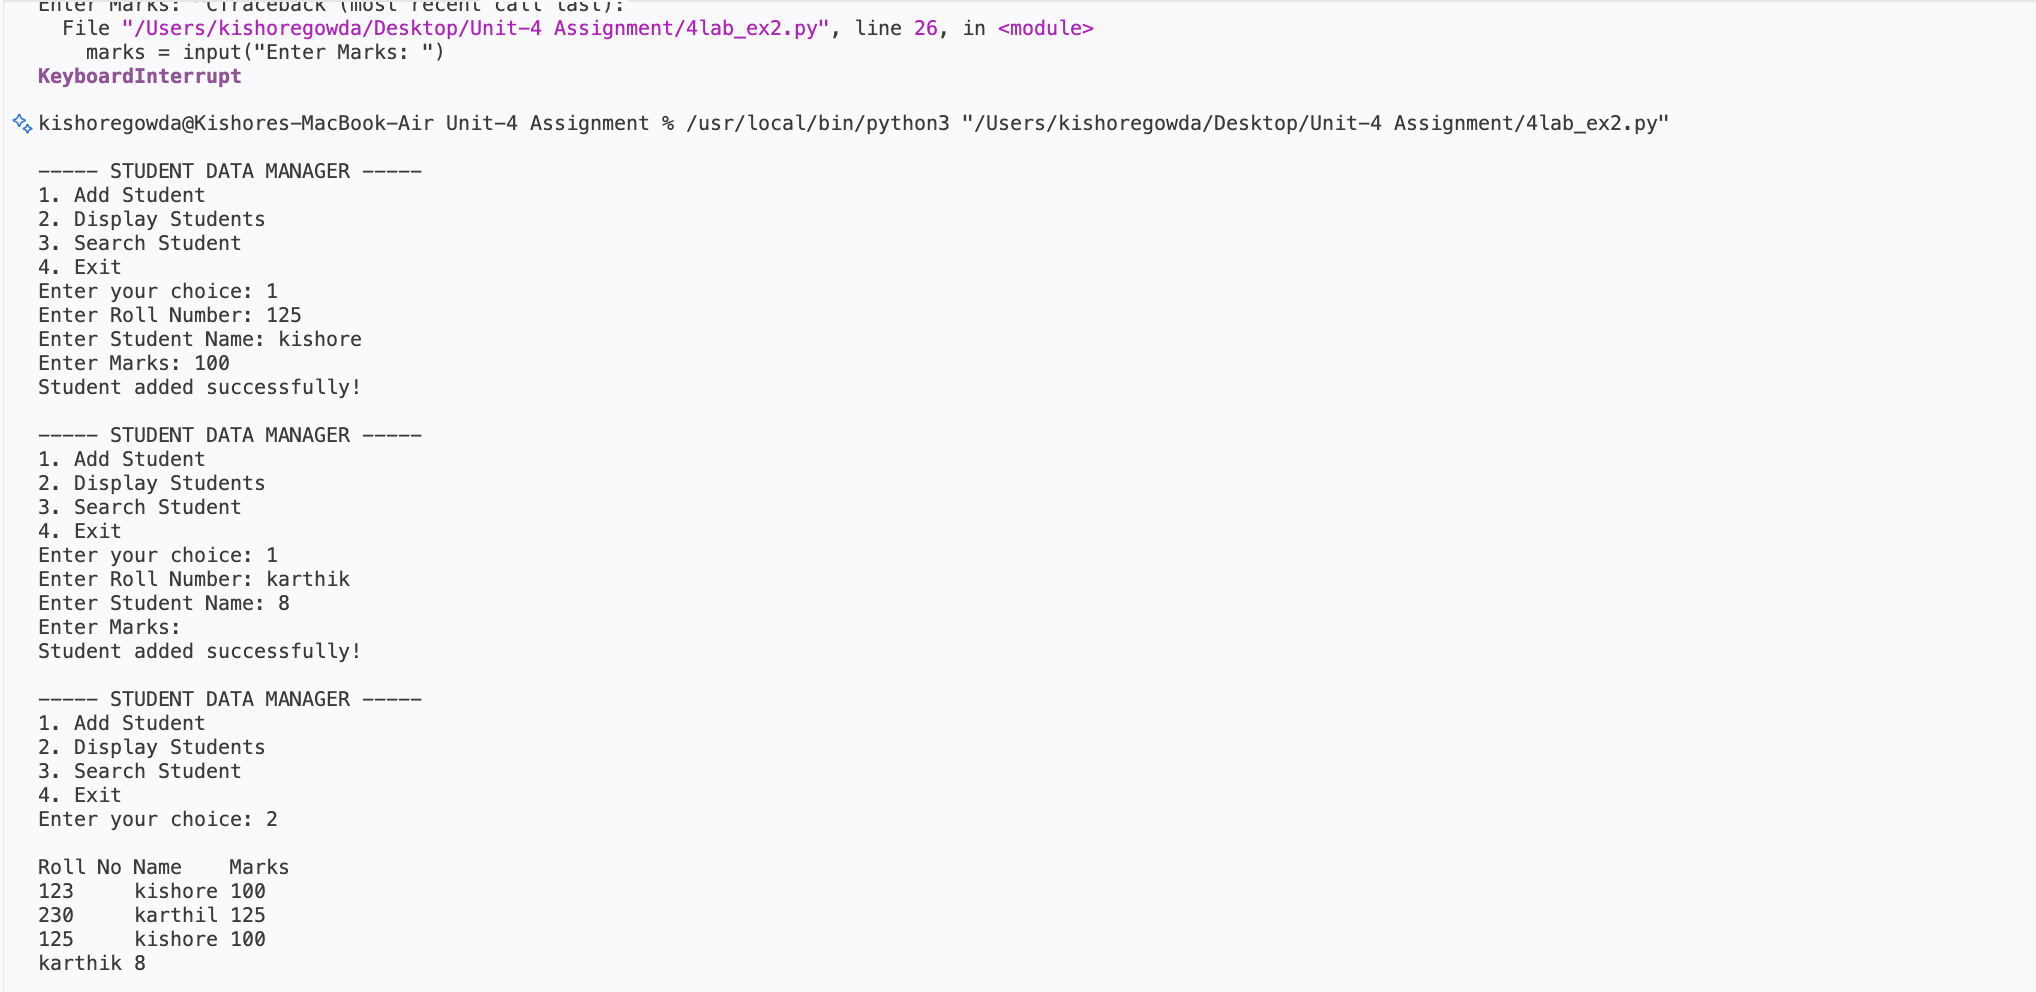 Enter Marks: ^CTraceback (most recent call last):
  File "/Users/kishoregowda/Desktop/Unit-4 Assignment/4lab_ex2.py", line 26, in <module>
    marks = input("Enter Marks: ")
KeyboardInterrupt
kishoregowda@Kishores-MacBook-Air Unit-4 Assignment % /usr/local/bin/python3 "/Users/kishoregowda/Desktop/Unit-4 Assignment/4lab_ex2.py"
----- STUDENT DATA MANAGER -----
1. Add Student
2. Display Students
3. Search Student
4. Exit
Enter your choice: 1
Enter Roll Number: 125
Enter Student Name: kishore
Enter Marks: 100
Student added successfully!
----- STUDENT DATA MANAGER -----
1. Add Student
2. Display Students
3. Search Student
4. Exit
Enter your choice: 1
Enter Roll Number: karthik
Enter Student Name: 8
Enter Marks:
Student added successfully!
----- STUDENT DATA MANAGER -----
1. Add Student
2. Display Students
3. Search Student
4. Exit
Enter your choice: 2
Roll No Name    Marks
123     kishore 100
230     karthil 125
125     kishore 100
karthik 8